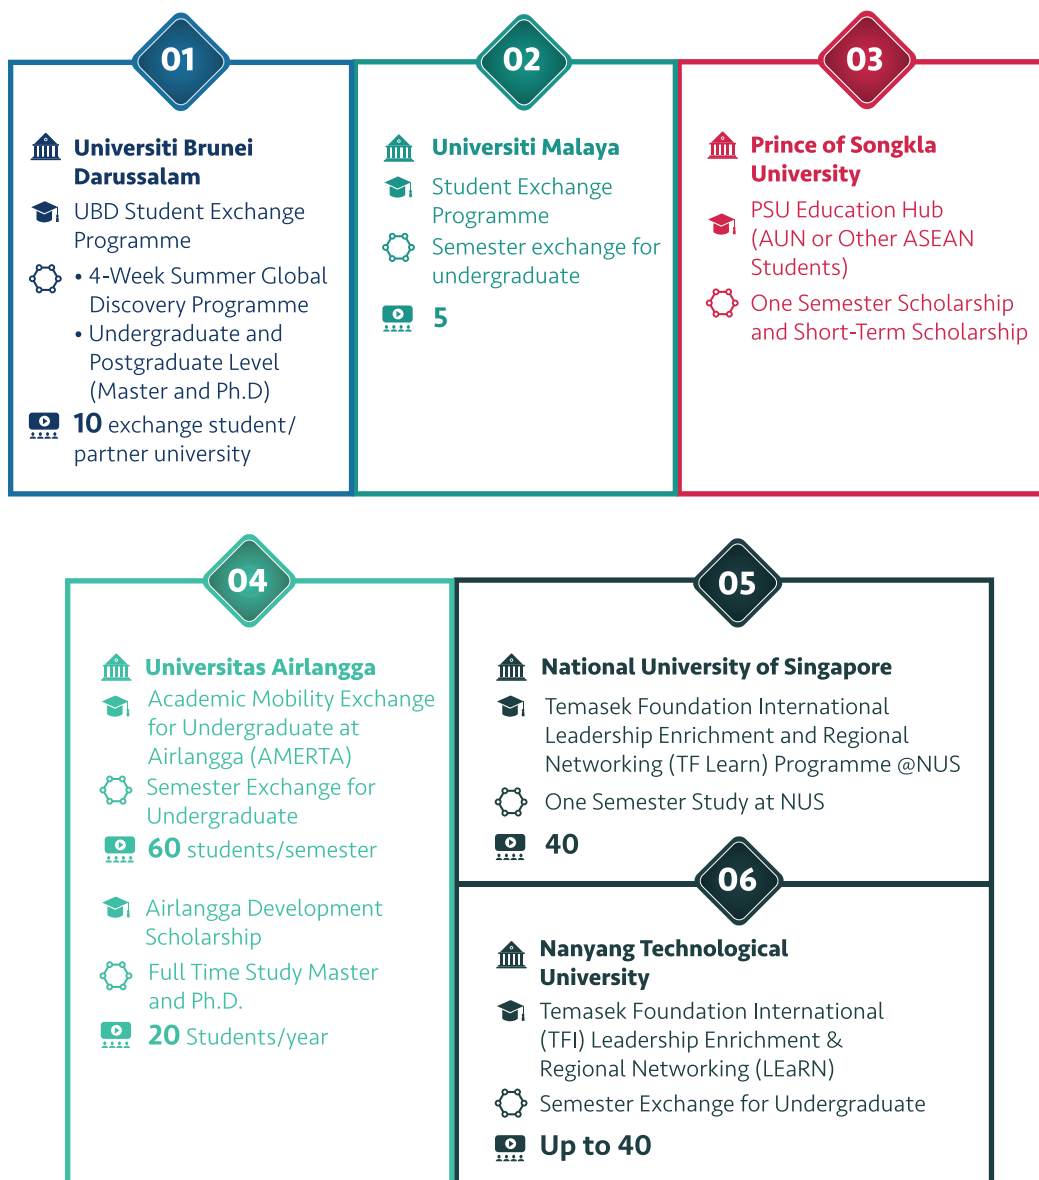 01
Universiti Brunei
Darussalam
UBD Student Exchange
Programme
• 4-Week Summer Global
Discovery Programme
• Undergraduate and
Postgraduate Level
(Master and Ph.D)
10 exchange student/
partner university
02
Universiti Malaya
Student Exchange
Programme
Semester exchange for
undergraduate
5
03
Prince of Songkla
University
PSU Education Hub
(AUN or Other ASEAN
Students)
One Semester Scholarship
and Short-Term Scholarship
04
Universitas Airlangga
Academic Mobility Exchange
for Undergraduate at
Airlangga (AMERTA)
Semester Exchange for
Undergraduate
60 students/semester
Airlangga Development
Scholarship
Full Time Study Master
and Ph.D.
20 Students/year
05
National University of Singapore
Temasek Foundation International
Leadership Enrichment and Regional
Networking (TF Learn) Programme @NUS
One Semester Study at NUS
40
06
Nanyang Technological
University
Temasek Foundation International
(TFI) Leadership Enrichment &
Regional Networking (LEaRN)
Semester Exchange for Undergraduate
Up to 40